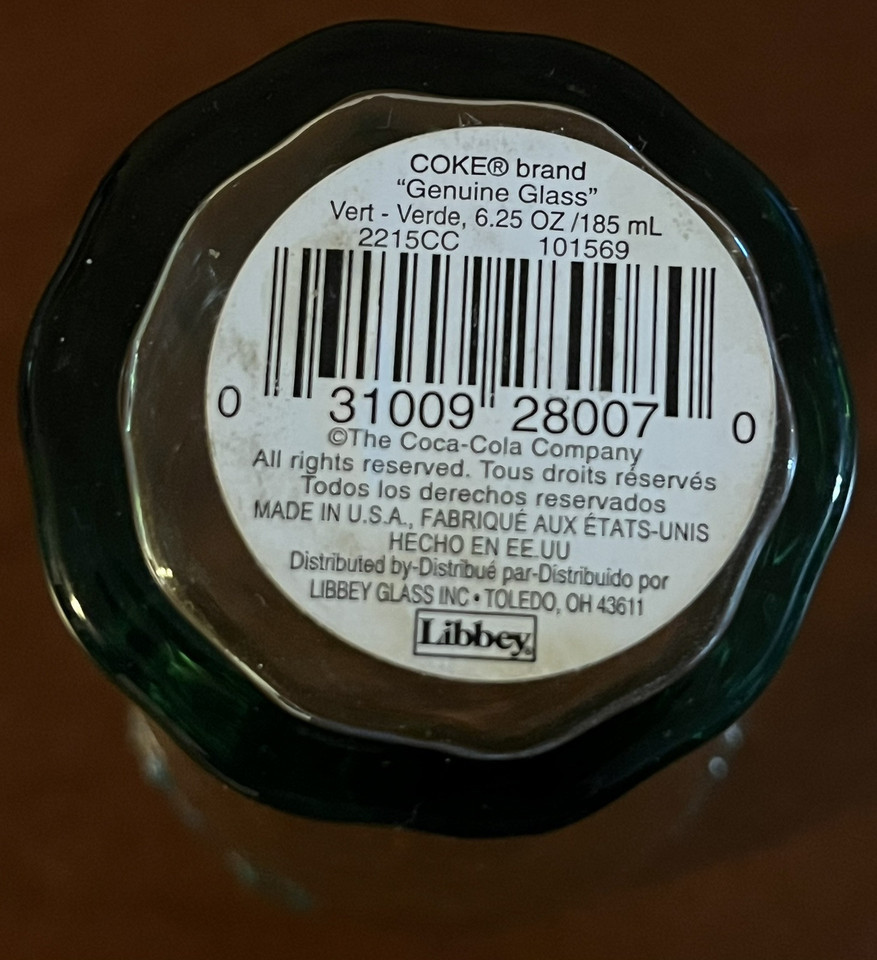 COKE® brand
“Genuine Glass”
Vert - Verde, 6.25 OZ /185 mL
2215CC 101569
0 31009 28007 0
©The Coca-Cola Company
All rights reserved. Tous droits réservés
Todos los derechos reservados
MADE IN U.S.A., FABRIQUÉ AUX ÉTATS-UNIS
HECHO EN EE.UU
Distributed by-Distribué par-Distribuido por
LIBBEY GLASS INC • TOLEDO, OH 43611
Libbey®